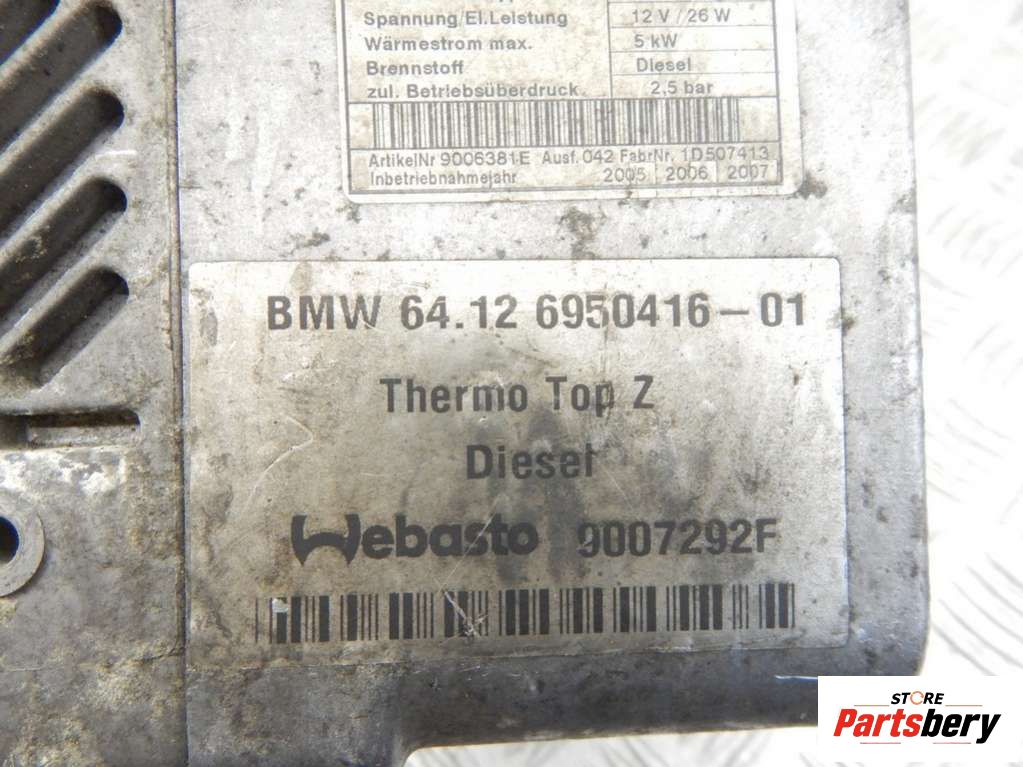 Spannung/El.Leistung 12 V / 26 W
Wärmestrom max. 5 kW
Brennstoff Diesel
zul. Betriebsüberdruck 2,5 bar
ArtikelNr 9006381E Ausf. 042 FabrNr. 1D507413
Inbetriebnahmejahr 2005 2006 2007
BMW 64.12 6950416-01
Thermo Top Z
Diesel
Webasto 9007292F
STORE
Partsbery